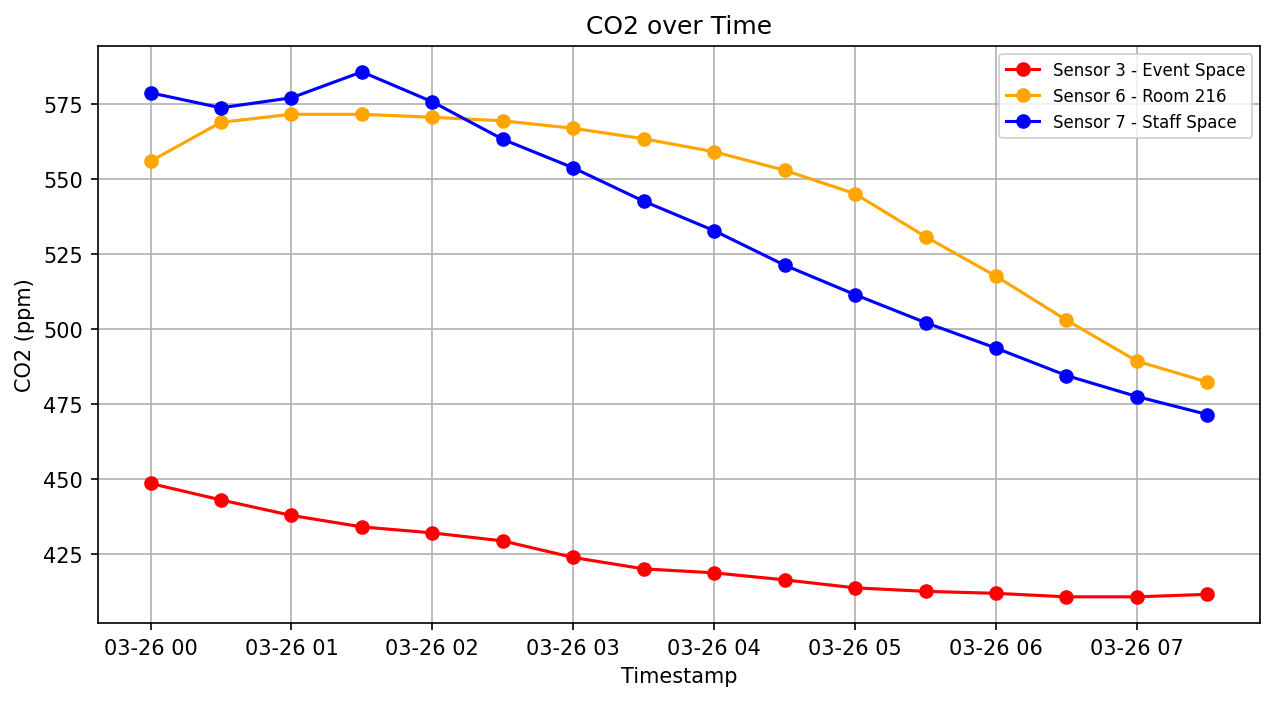 CO2 over Time
Sensor 3 - Event Space
Sensor 6 - Room 216
Sensor 7 - Staff Space
575
550
525
500
475
450
425
CO2 (ppm)
03-26 00 03-26 01 03-26 02 03-26 03 03-26 04 03-26 05 03-26 06 03-26 07
Timestamp